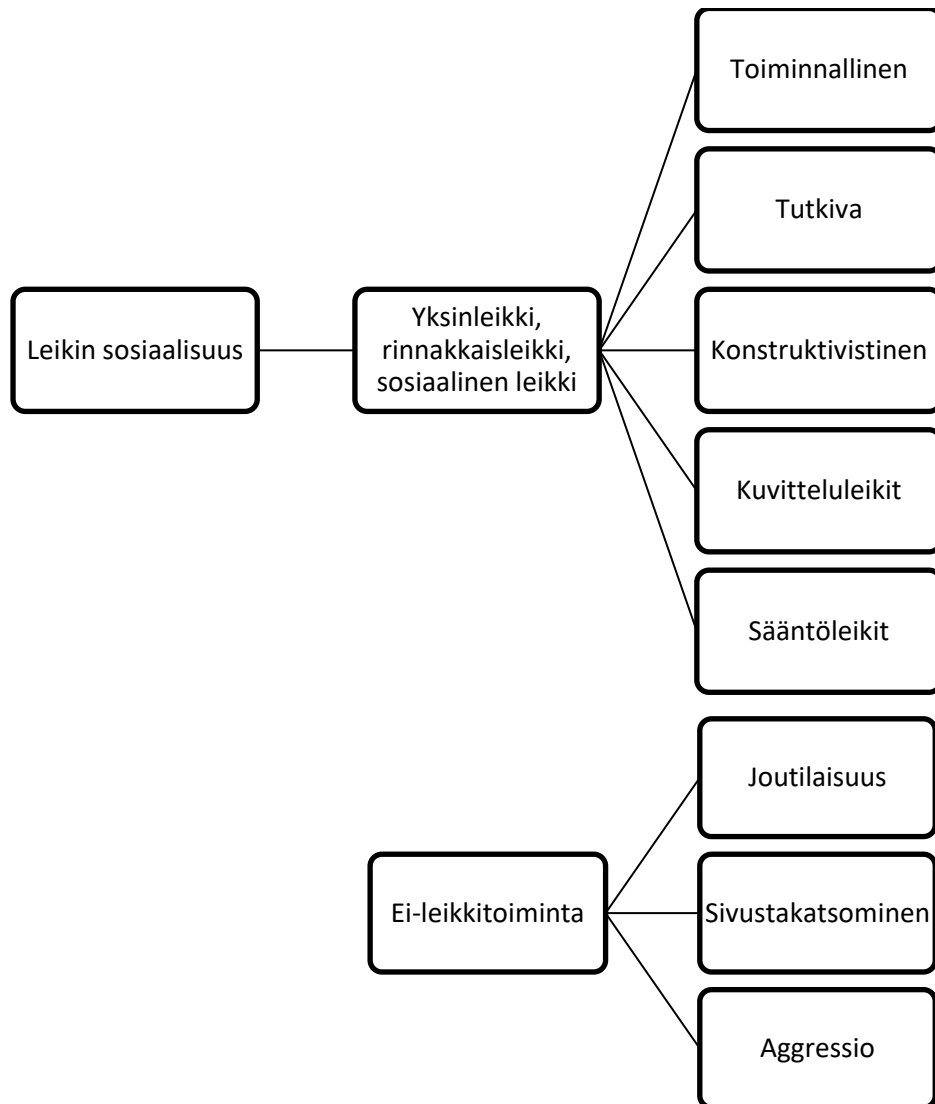 Leikin sosiaalisuus
Yksinleikki,
rinnakkaisleikki,
sosiaalinen leikki
Toiminnallinen
Tutkiva
Konstruktivistinen
Kuvitteluleikit
Sääntöleikit
Ei-leikkitoiminta
Joutilaisuus
Sivustakatsominen
Aggressio